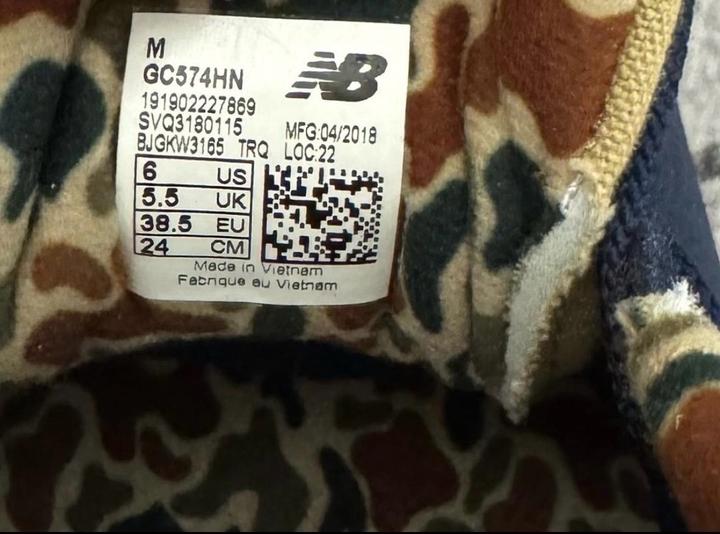 M
GC574HN
NB
191902227869
SVQ3180115
MFG:04/2018
BJGKW3165 TRQ LOC:22
6 US
5.5 UK
38.5 EU
24 CM
Made in Vietnam
Fabrique au Vietnam